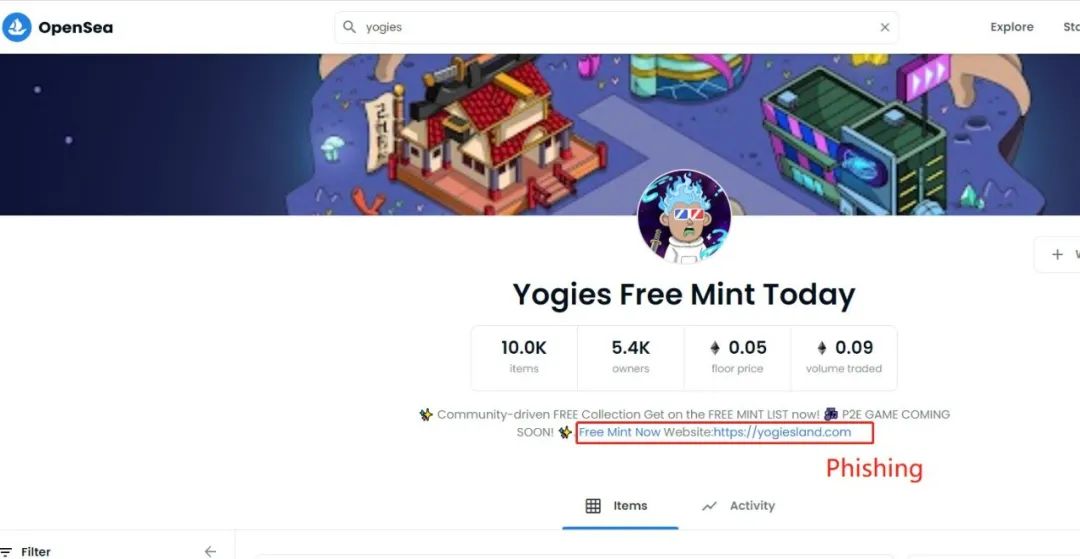 OpenSea
yogies
Explore
Yogies Free Mint Today
10.0K
5.4K
0.05
0.09
items
owners
floor price
volume traded
Community-driven FREE Collection Get on the FREE MINT LIST now! P2E GAME COMING
SOON! Free Mint Now Website:https://yogiesland.com
Phishing
Items
Activity
Filter